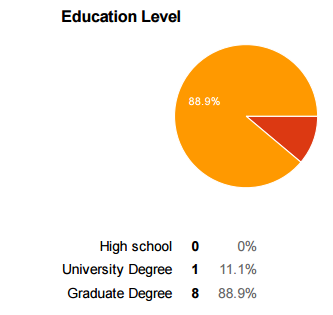 Education Level
88.9%
High school 0 0%
University Degree 1 11.1%
Graduate Degree 8 88.9%